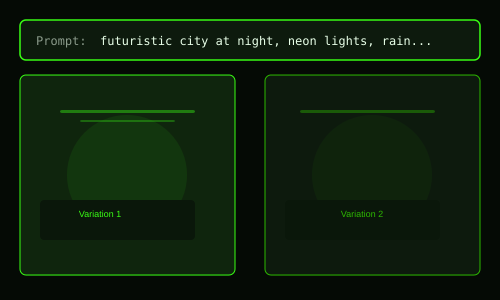 Prompt: futuristic city at night, neon lights, rain...
Variation 1
Variation 2